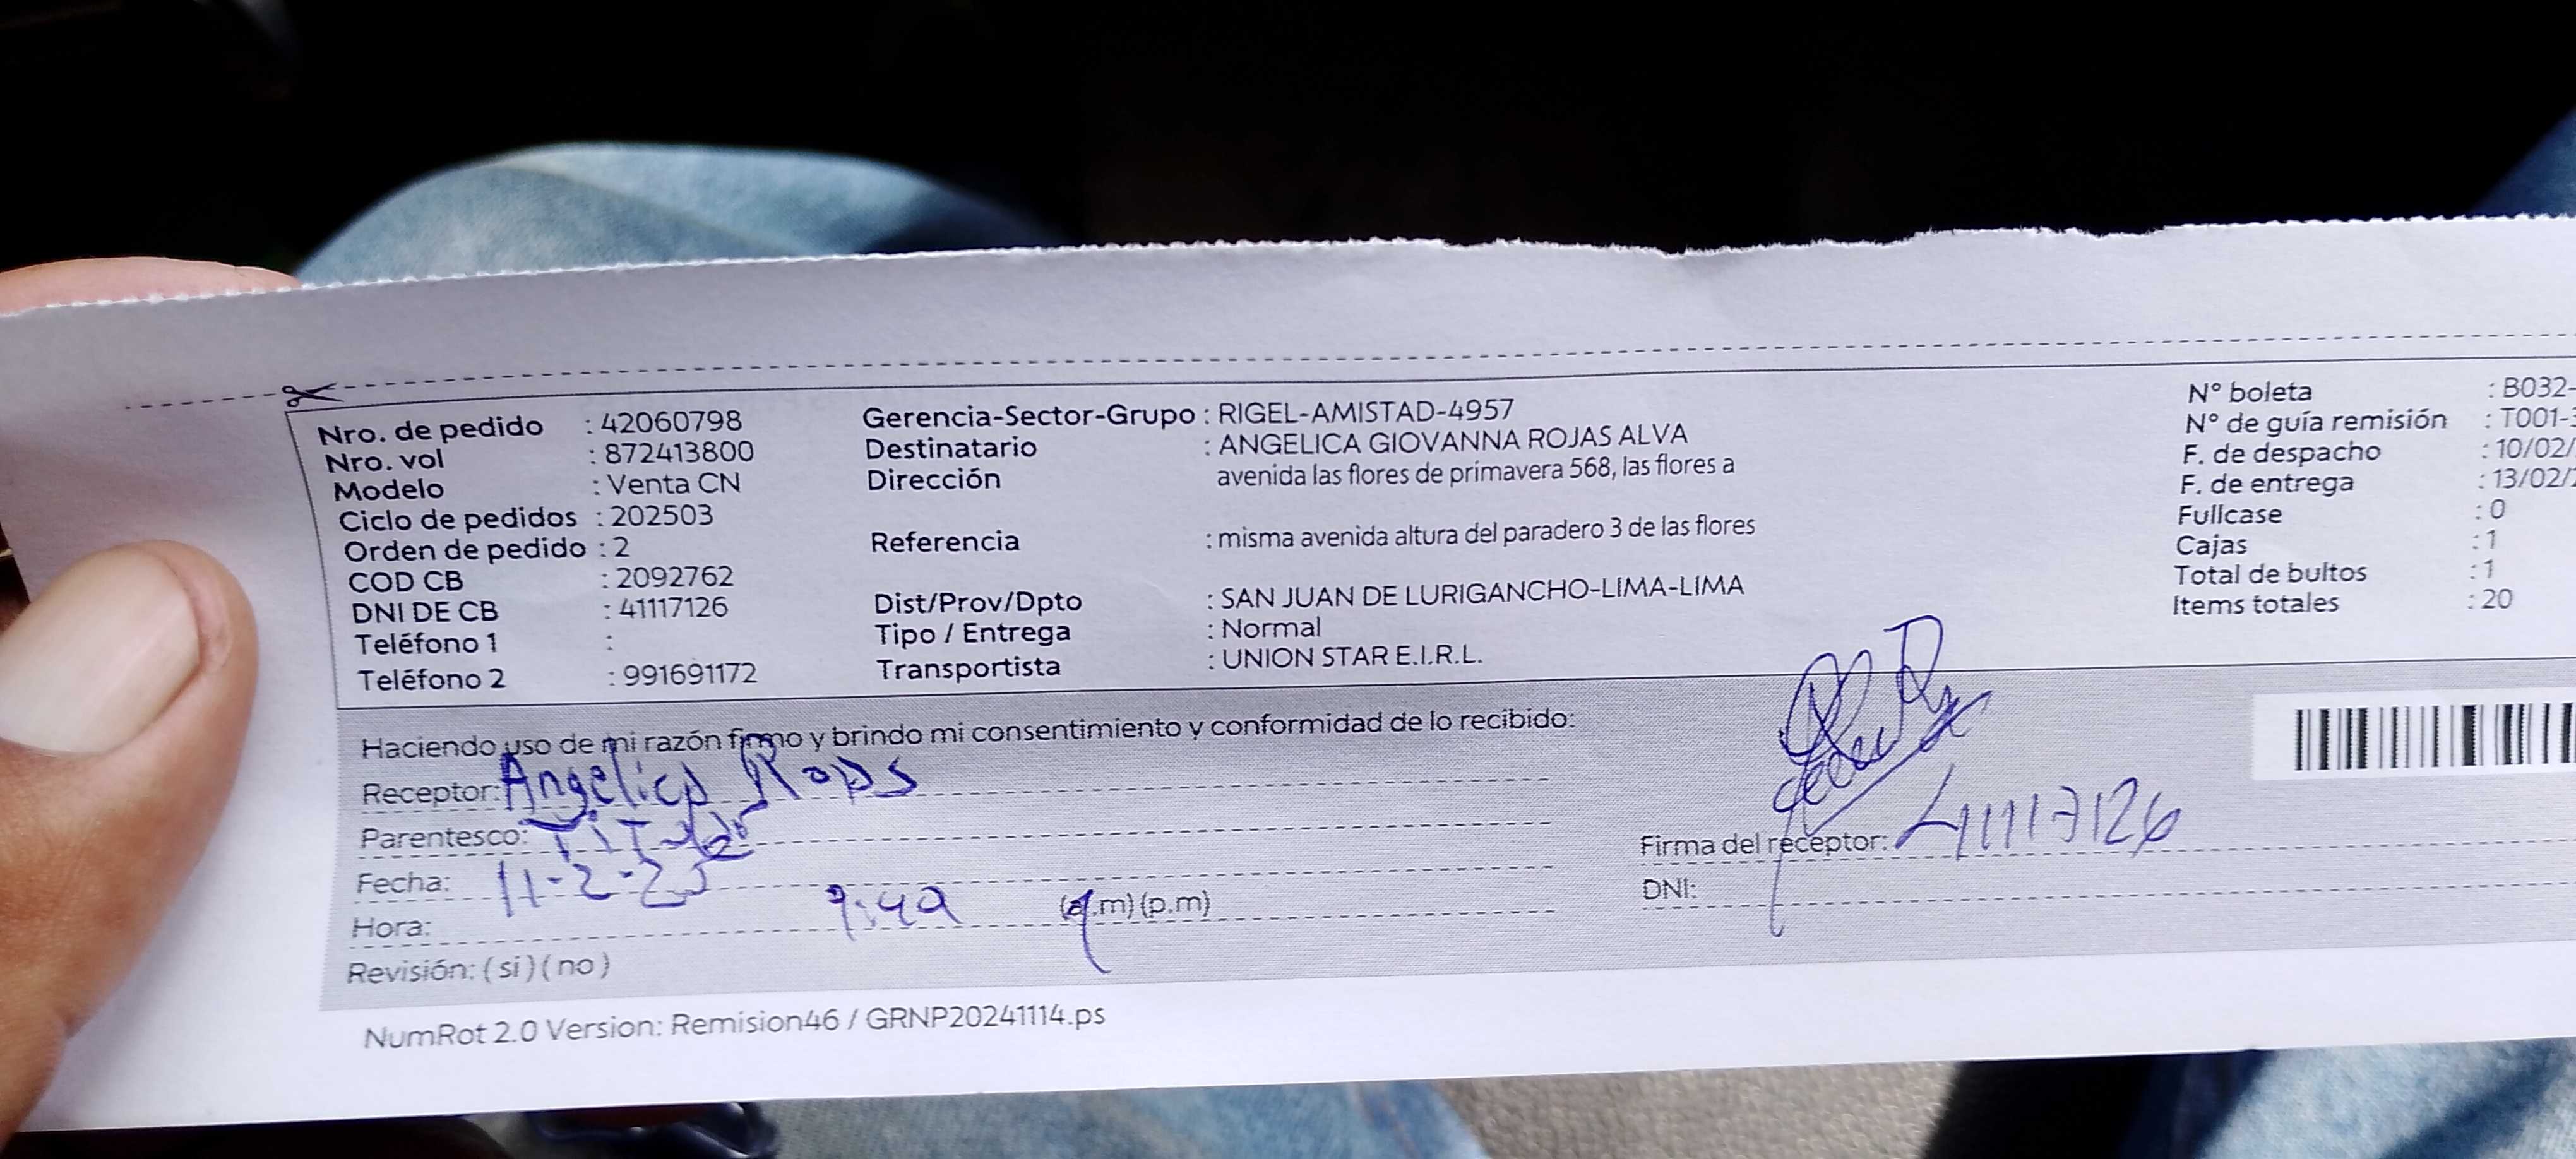 Nro. de pedido : 42060798
Nro. vol : 872413800
Modelo : Venta CN
Ciclo de pedidos : 202503
Orden de pedido : 2
COD CB : 2092762
DNI DE CB : 41117126
Teléfono 1 :
Teléfono 2 : 991691172
Gerencia-Sector-Grupo : RIGEL-AMISTAD-4957
Destinatario : ANGELICA GIOVANNA ROJAS ALVA
Dirección avenida las flores de primavera 568, las flores a
Referencia : misma avenida altura del paradero 3 de las flores
Dist/Prov/Dpto : SAN JUAN DE LURIGANCHO-LIMA-LIMA
Tipo / Entrega : Normal
Transportista : UNION STAR E.I.R.L.
N° boleta : B032-
N° de guía remisión : T001-
F. de despacho : 10/02/
F. de entrega : 13/02/
Fullcase : 0
Cajas : 1
Total de bultos : 1
Items totales : 20
Haciendo uso de mi razón firmo y brindo mi consentimiento y conformidad de lo recibido:
Receptor: Angelica Rojas
Parentesco: Titular
Fecha: 11-2-25
Hora: (a.m) (p.m)
Revisión: ( si ) ( no )
Firma del receptor: 41117126
DNI:
NumRot 2.0 Version: Remision46 / GRNP20241114.ps